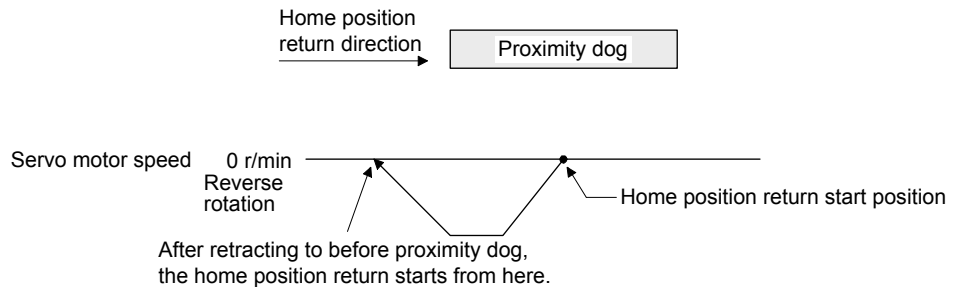 Home position
return direction
Proximity dog
Servo motor speed 0 r/min
Reverse
rotation
Home position return start position
After retracting to before proximity dog,
the home position return starts from here.